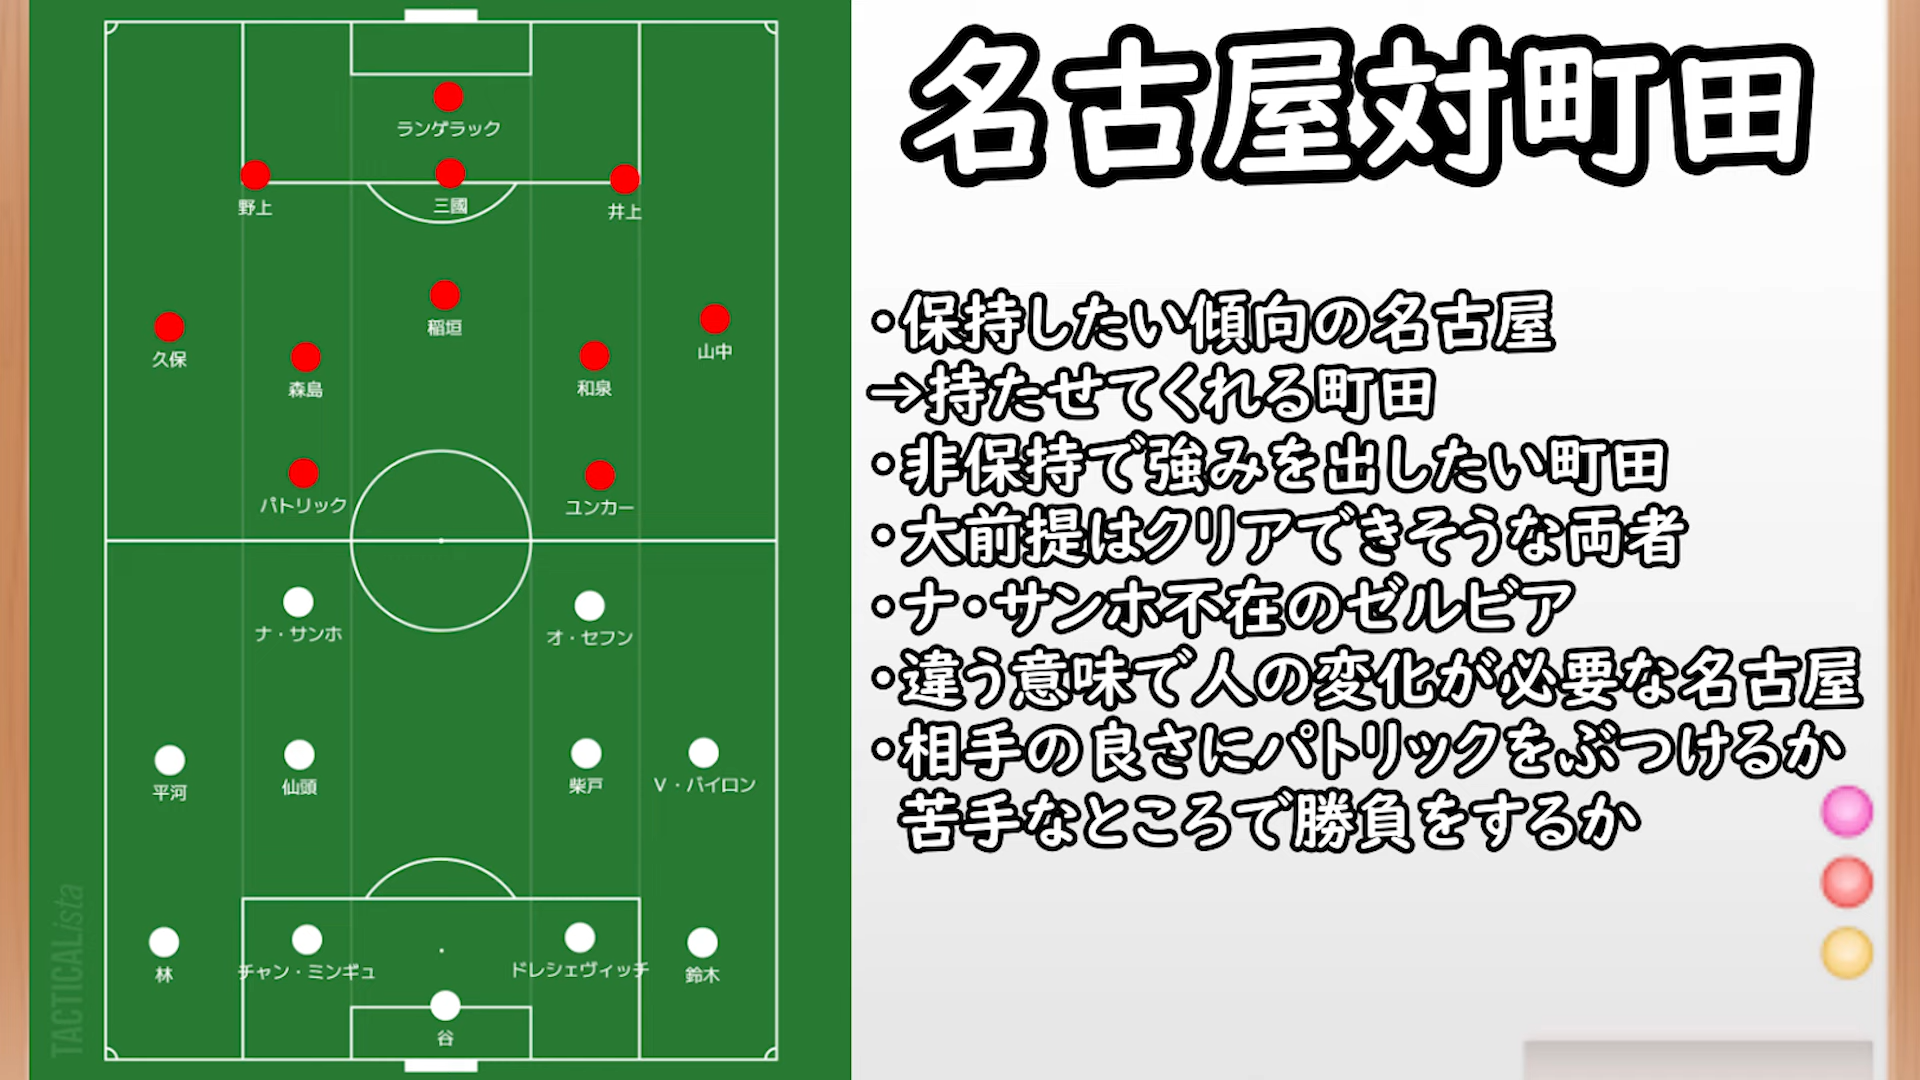 名古屋対町田
ランゲラック
野上
三國
井上
稲垣
久保
山中
森島
和泉
パトリック
ユンカー
ナ・サンホ
オ・セフン
平河
仙頭
柴戸
V・バイロン
林
チャン・ミンギュ
ドレシェヴィッチ
鈴木
谷
TACTICALista
・保持したい傾向の名古屋
→持たせてくれる町田
・非保持で強みを出したい町田
・大前提はクリアできそうな両者
・ナ・サンホ不在のゼルビア
・違う意味で人の変化が必要な名古屋
・相手の良さにパトリックをぶつけるか
苦手なところで勝負をするか